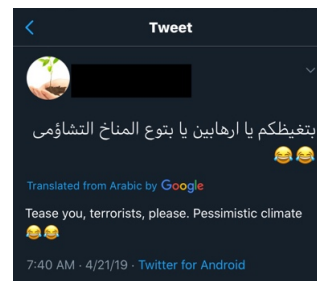 Tweet
بتغيظكم يا ارهابين يا بتوع المناخ التشاؤمى
😂😂
Translated from Arabic by Google
Tease you, terrorists, please. Pessimistic climate
😂😂
7:40 AM · 4/21/19 · Twitter for Android